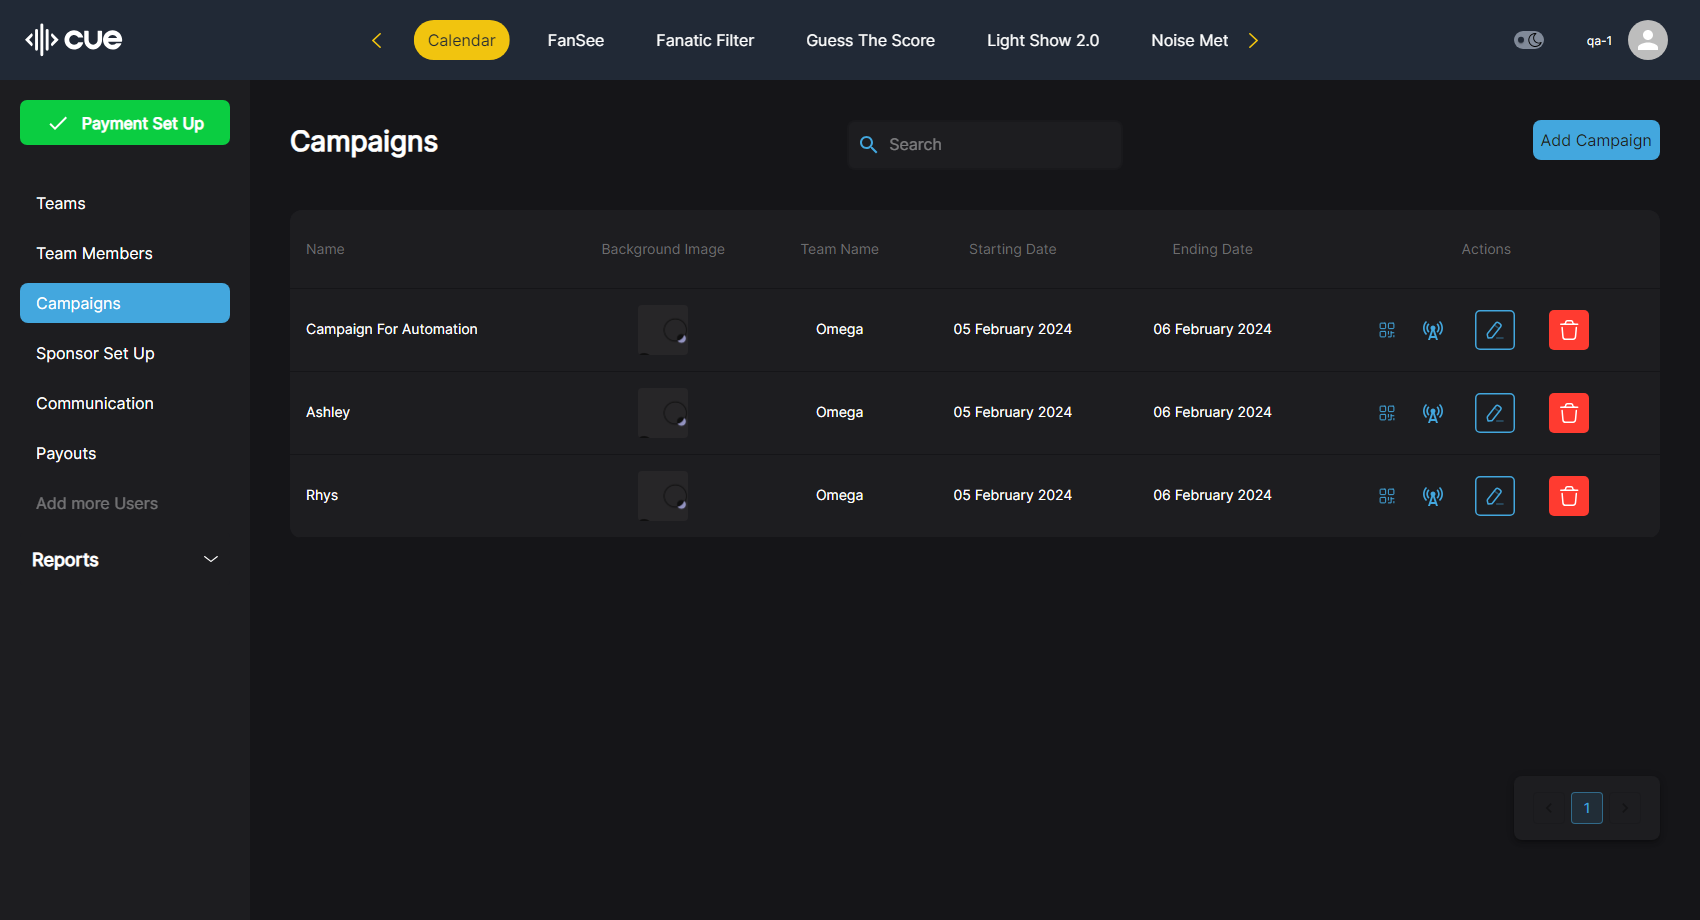 cue
Calendar
FanSee
Fanatic Filter
Guess The Score
Light Show 2.0
Noise Met
qa-1
Payment Set Up
Teams
Team Members
Campaigns
Sponsor Set Up
Communication
Payouts
Add more Users
Reports
Campaigns
Search
Add Campaign
Name Background Image Team Name Starting Date Ending Date Actions
Campaign For Automation Omega 05 February 2024 06 February 2024
Ashley Omega 05 February 2024 06 February 2024
Rhys Omega 05 February 2024 06 February 2024
1